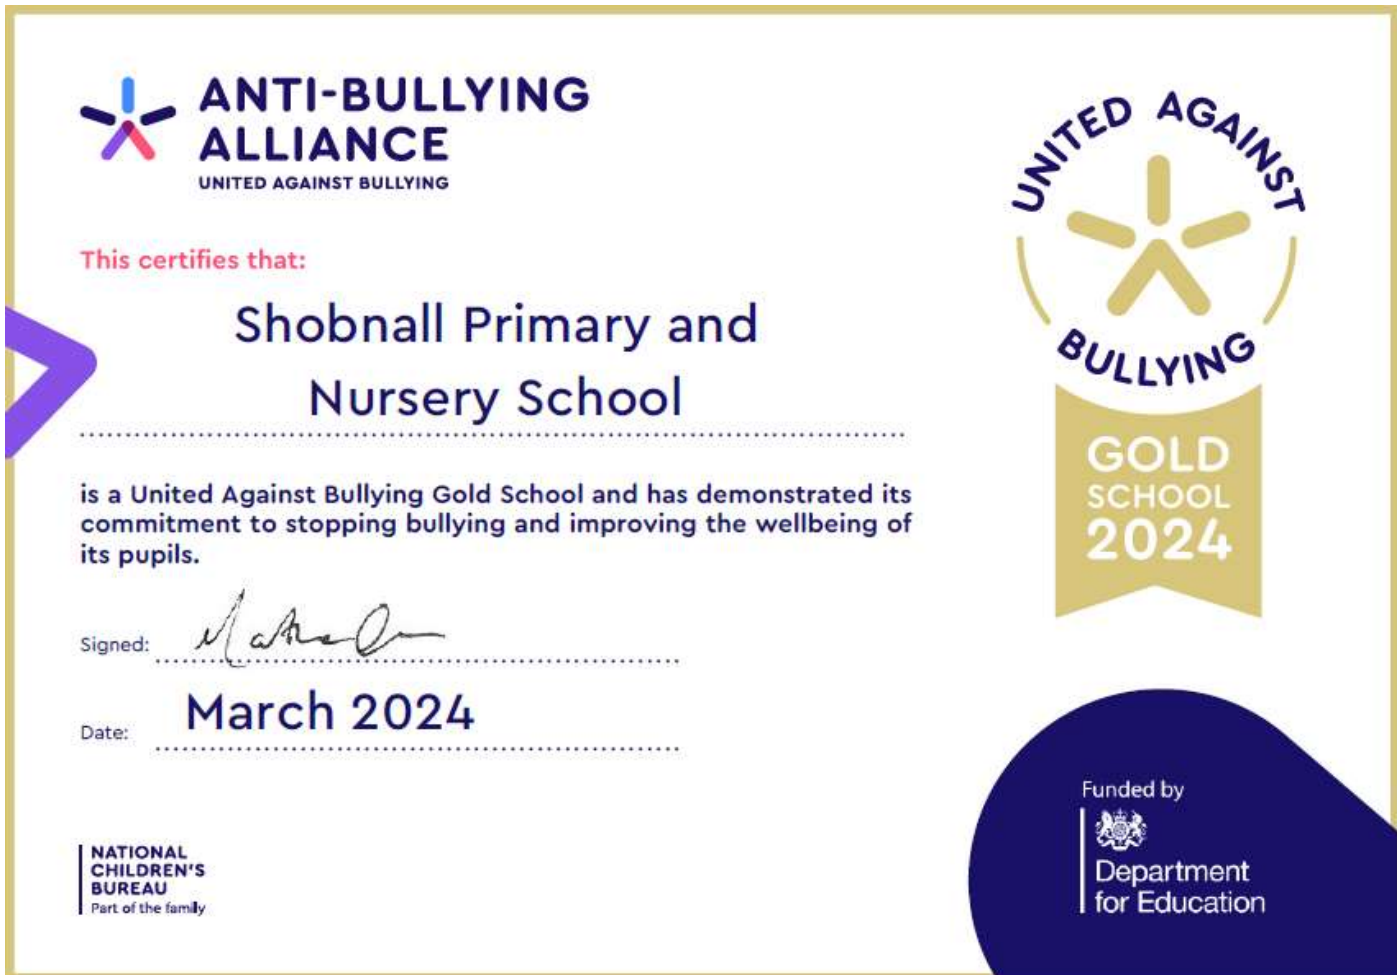 ANTI-BULLYING
ALLIANCE
UNITED AGAINST BULLYING
This certifies that:
Shobnall Primary and
Nursery School
is a United Against Bullying Gold School and has demonstrated its
commitment to stopping bullying and improving the wellbeing of
its pupils.
Signed:
Date: March 2024
NATIONAL
CHILDREN'S
BUREAU
Part of the family
UNITED AGAINST
BULLYING
GOLD
SCHOOL
2024
Funded by
Department
for Education